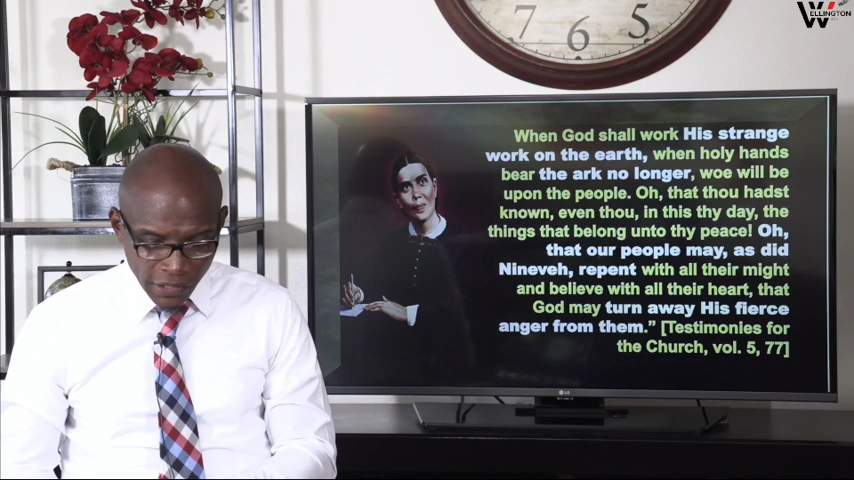 7 6 5
WELLINGTON
When God shall work His strange
work on the earth, when holy hands
bear the ark no longer, woe will be
upon the people. Oh, that thou hadst
known, even thou, in this thy day, the
things that belong unto thy peace! Oh,
that our people may, as did
Nineveh, repent with all their might
and believe with all their heart, that
God may turn away His fierce
anger from them.” [Testimonies for
the Church, vol. 5, 77]
LG